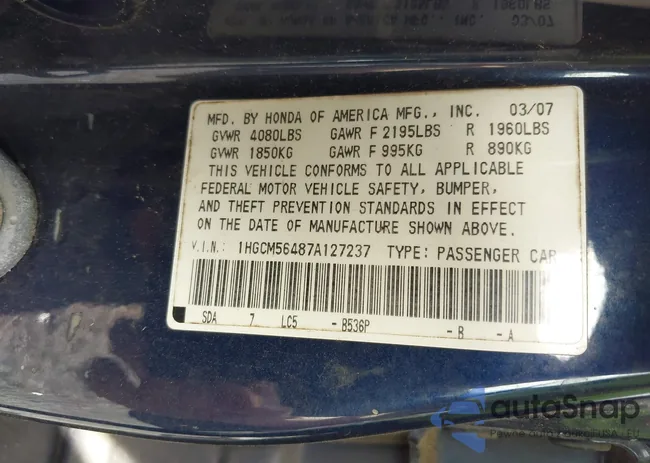 03/07
MFD. BY HONDA OF AMERICA MFG., INC. 03/07
GVWR 4080LBS GAWR F 2195LBS R 1960LBS
GVWR 1850KG GAWR F 995KG R 890KG
THIS VEHICLE CONFORMS TO ALL APPLICABLE
FEDERAL MOTOR VEHICLE SAFETY, BUMPER,
AND THEFT PREVENTION STANDARDS IN EFFECT
ON THE DATE OF MANUFACTURE SHOWN ABOVE.
V.I.N.: 1HGCM56487A127237 TYPE: PASSENGER CAR
SDA 7 LC5 - B536P - B - A
autoSnap